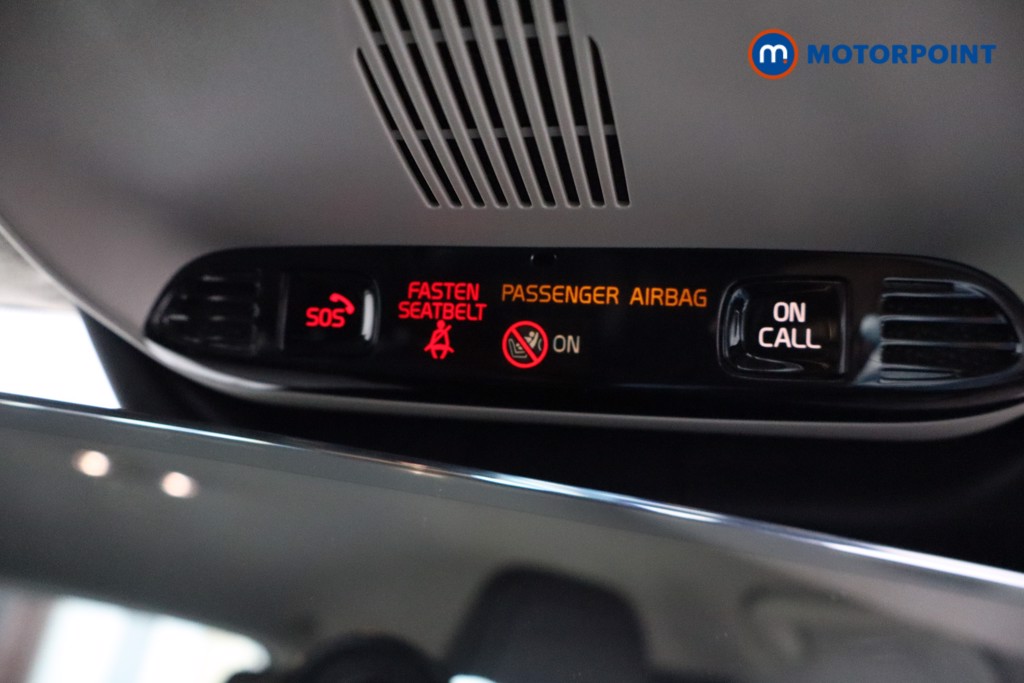 m.
MOTORPOINT
SOS
FASTEN
SEATBELT
PASSENGER AIRBAG
ON
ON
CALL